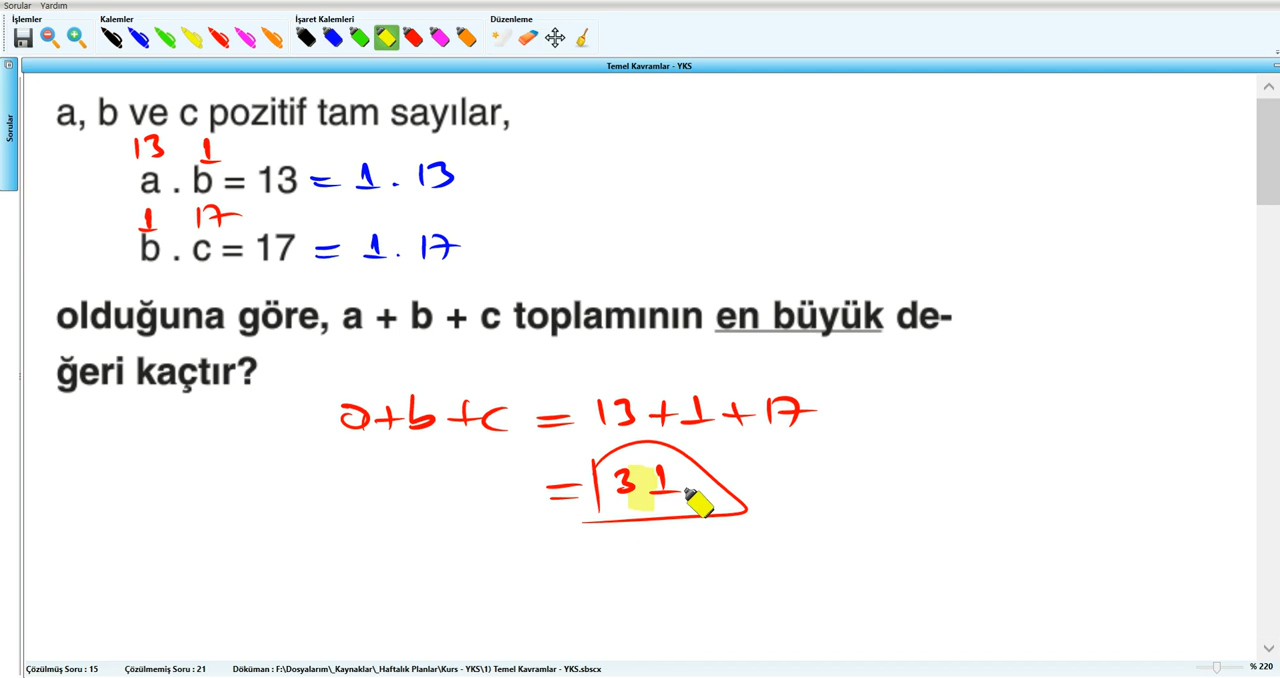 Sorular Yardım
İşlemler Kalemler İşaret Kalemleri Düzenleme
Temel Kavramlar - YKS
Sorular
a, b ve c pozitif tam sayılar,
13 1
a . b = 13 = 1 . 13
1 17
b . c = 17 = 1 . 17
olduğuna göre, a + b + c toplamının en büyük de-
ğeri kaçtır?
a+b+c = 13+1+17
= 31
Çözülmüş Soru : 15 Çözülmemiş Soru : 21 Döküman : F:\Dosyalarım\_Kaynaklar\_Haftalık Planlar\Kurs - YKS\1) Temel Kavramlar - YKS.sbscx % 220